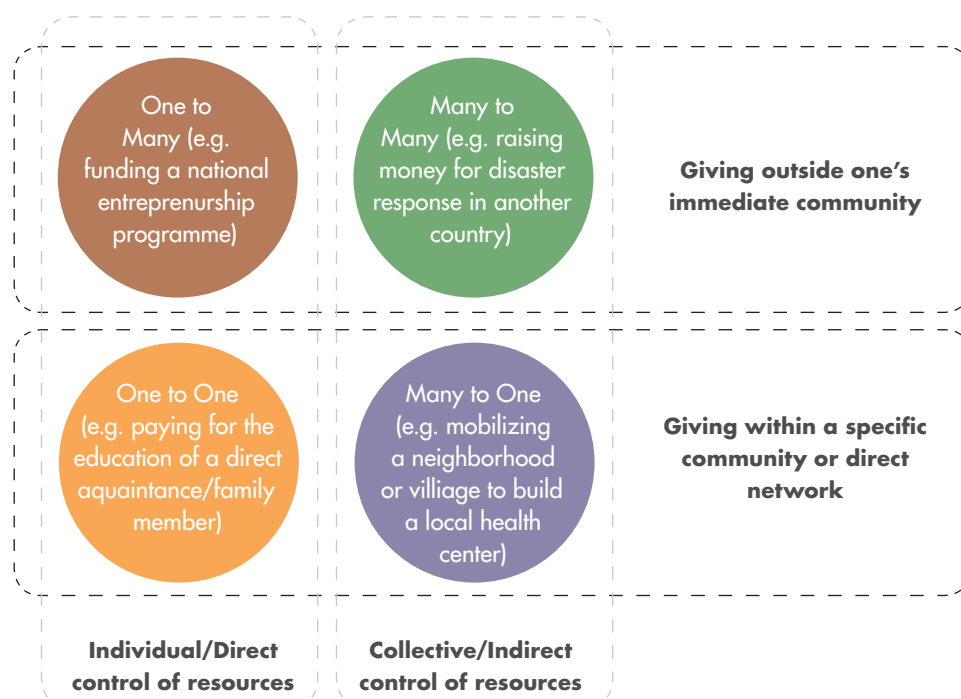 One to
Many (e.g.
funding a national
entreprenurship
programme)
Many to
Many (e.g. raising
money for disaster
response in another
country)
Giving outside one’s
immediate community
One to One
(e.g. paying for the
education of a direct
aquaintance/family
member)
Many to One
(e.g. mobilizing
a neighborhood
or villiage to build
a local health
center)
Giving within a specific
community or direct
network
Individual/Direct
control of resources
Collective/Indirect
control of resources